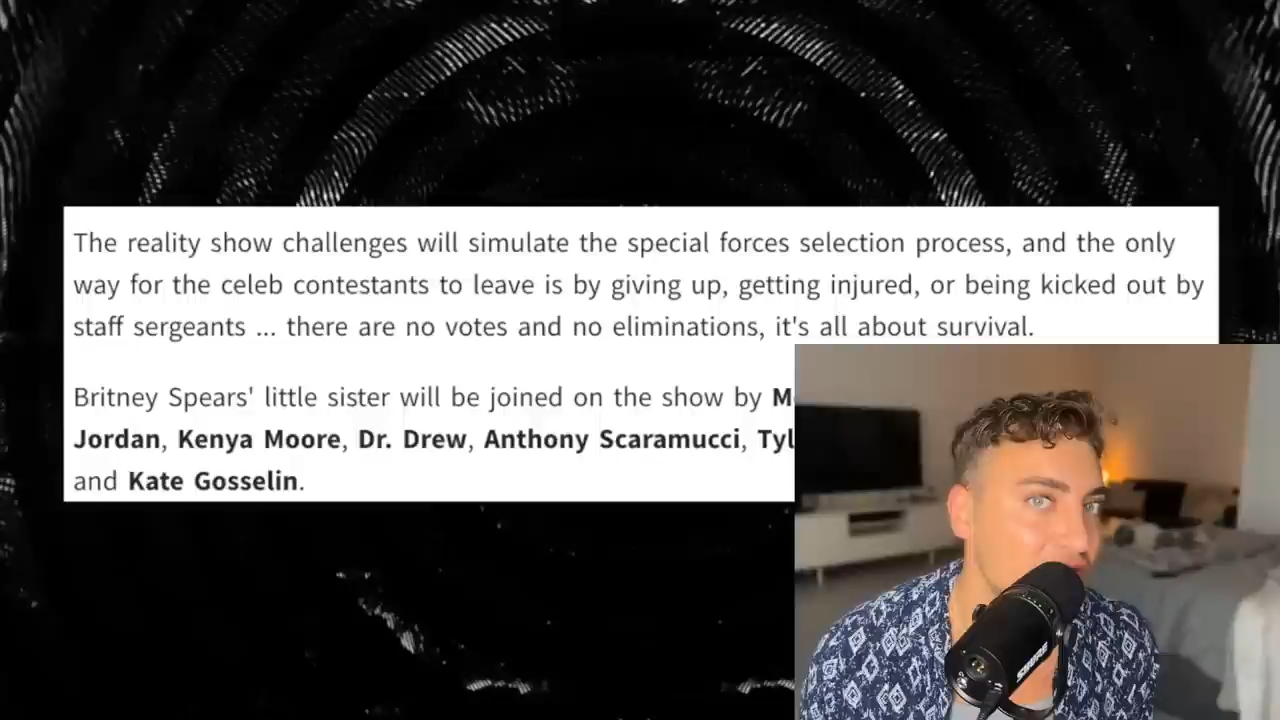 The reality show challenges will simulate the special forces selection process, and the only
way for the celeb contestants to leave is by giving up, getting injured, or being kicked out by
staff sergeants ... there are no votes and no eliminations, it's all about survival.
Britney Spears' little sister will be joined on the show by
Jordan, Kenya Moore, Dr. Drew, Anthony Scaramucci,
and Kate Gosselin.
SHURE